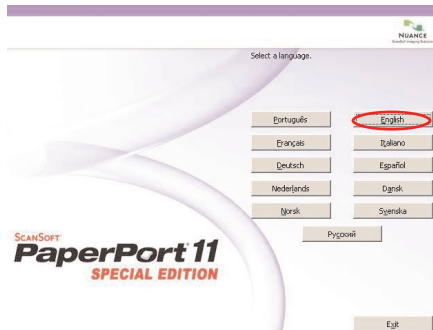 NUANCE
Select a language.
Português
English
Français
Italiano
Deutsch
Español
Nederlands
Dansk
Norsk
Svenska
Русский
SCANSOFT
PaperPort 11
SPECIAL EDITION
Exit